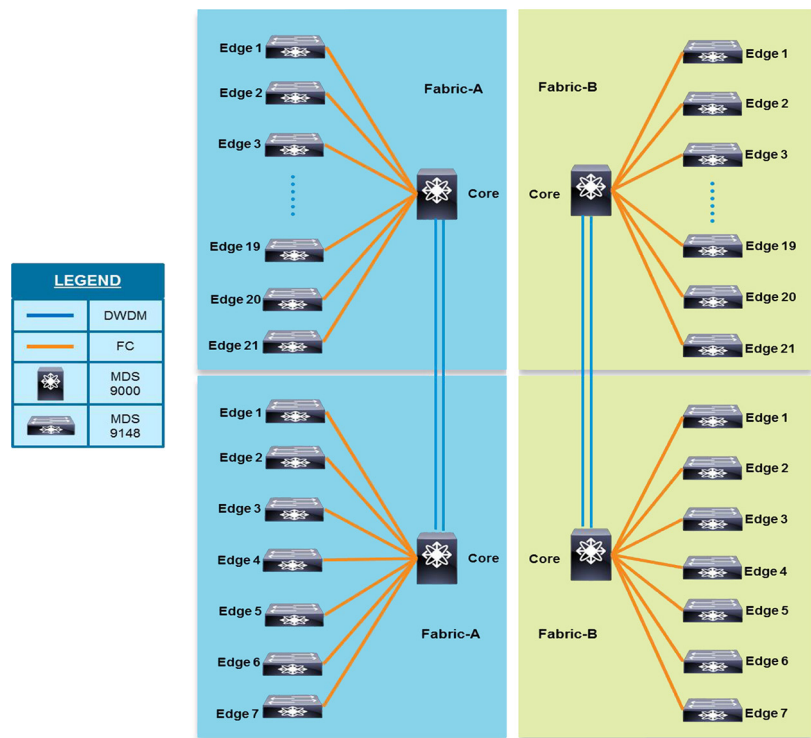 Edge 1
Edge 2
Edge 3
Edge 19
Edge 20
Edge 21
Fabric-A
Core
Fabric-B
Core
Edge 1
Edge 2
Edge 3
Edge 19
Edge 20
Edge 21
LEGEND
DWDM
FC
MDS
9000
MDS
9148
Edge 1
Edge 2
Edge 3
Edge 4
Edge 5
Edge 6
Edge 7
Core
Fabric-A
Core
Fabric-B
Edge 1
Edge 2
Edge 3
Edge 4
Edge 5
Edge 6
Edge 7